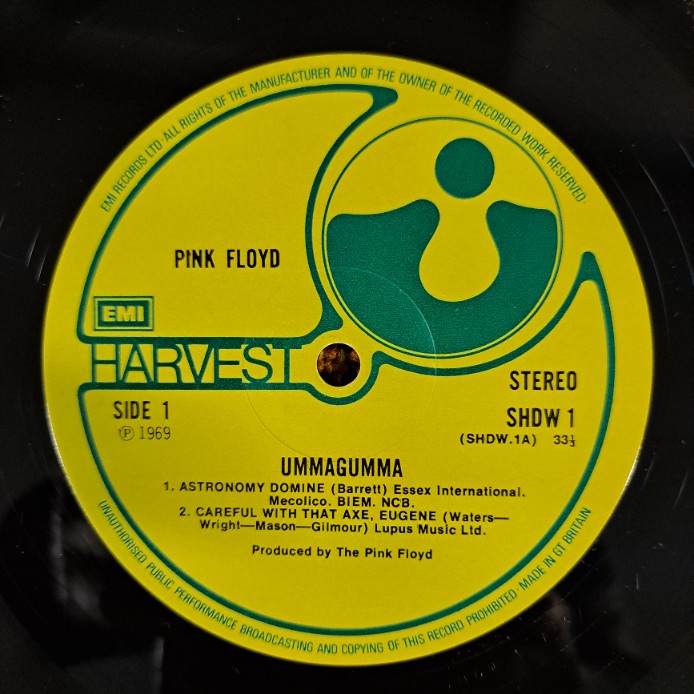 EMI RECORDS LTD·ALL RIGHTS OF THE MANUFACTURER AND OF THE OWNER OF THE RECORDED WORK RESERVED·
PINK FLOYD
EMI
HARVEST
STEREO
SIDE 1
SHDW 1
Ⓟ 1969
(SHDW.1A) 33⅓
UMMAGUMMA
1. ASTRONOMY DOMINE (Barrett) Essex International.
Mecolico. BIEM. NCB.
2. CAREFUL WITH THAT AXE, EUGENE (Waters—
Wright—Mason—Gilmour) Lupus Music Ltd.
Produced by The Pink Floyd
UNAUTHORISED PUBLIC PERFORMANCE BROADCASTING AND COPYING OF THIS RECORD PROHIBITED·MADE IN GT BRITAIN